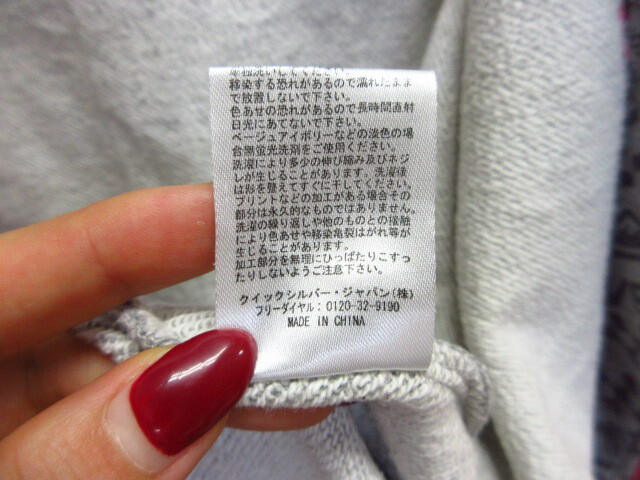 単独洗いしてください。
移染する恐れがあるので濡れたまま
で放置しないで下さい。
色あせの恐れがあるので長時間直射
日光にあてないで下さい。
ベージュアイボリーなどの淡色の場
合無蛍光洗剤をご使用ください。
洗濯により多少の伸び縮み及びネジ
レが生じることがあります。洗濯後
は形を整えてすぐに干してください。
プリントなどの加工がある場合その
部分は永久的なものではありません。
洗濯の繰り返しや他のものとの接触
により色あせや移染亀裂はがれ等が
生じることがあります。
加工部分を無理にひっぱたりこすっ
たりしないようご注意下さい。
クイックシルバー・ジャパン(株)
フリーダイヤル:0120-32-9190
MADE IN CHINA